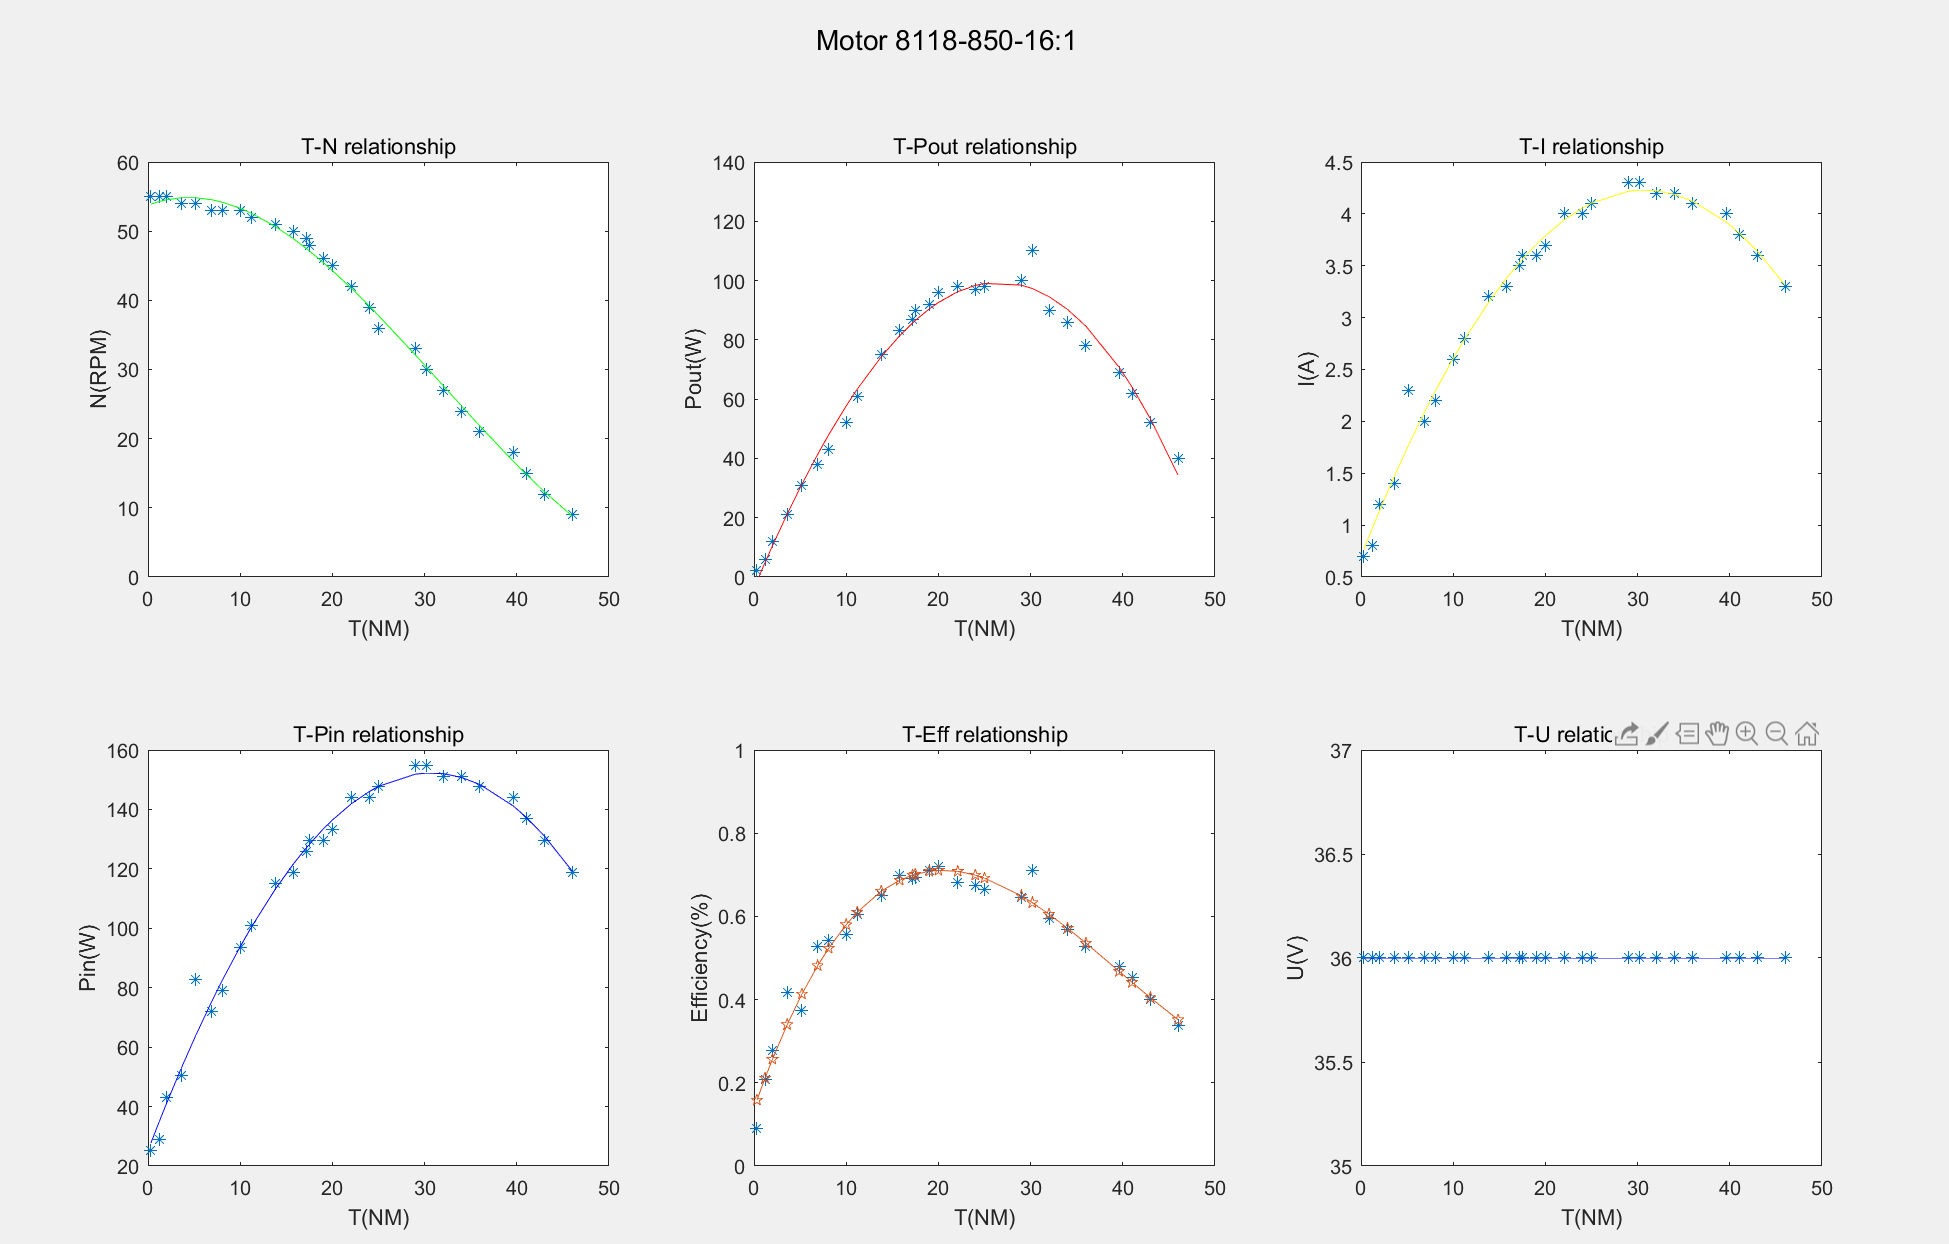 Motor 8118-850-16:1
T-N relationship
60
50
40
30
20
10
0
N(RPM)
0 10 20 30 40 50
T(NM)
T-Pout relationship
140
120
100
80
60
40
20
0
Pout(W)
0 10 20 30 40 50
T(NM)
T-I relationship
4.5
4
3.5
3
2.5
2
1.5
1
0.5
I(A)
0 10 20 30 40 50
T(NM)
T-Pin relationship
160
140
120
100
80
60
40
20
Pin(W)
0 10 20 30 40 50
T(NM)
T-Eff relationship
1
0.8
0.6
0.4
0.2
0
Efficiency(%)
0 10 20 30 40 50
T(NM)
T-U relatic
37
36.5
36
35.5
35
U(V)
0 10 20 30 40 50
T(NM)